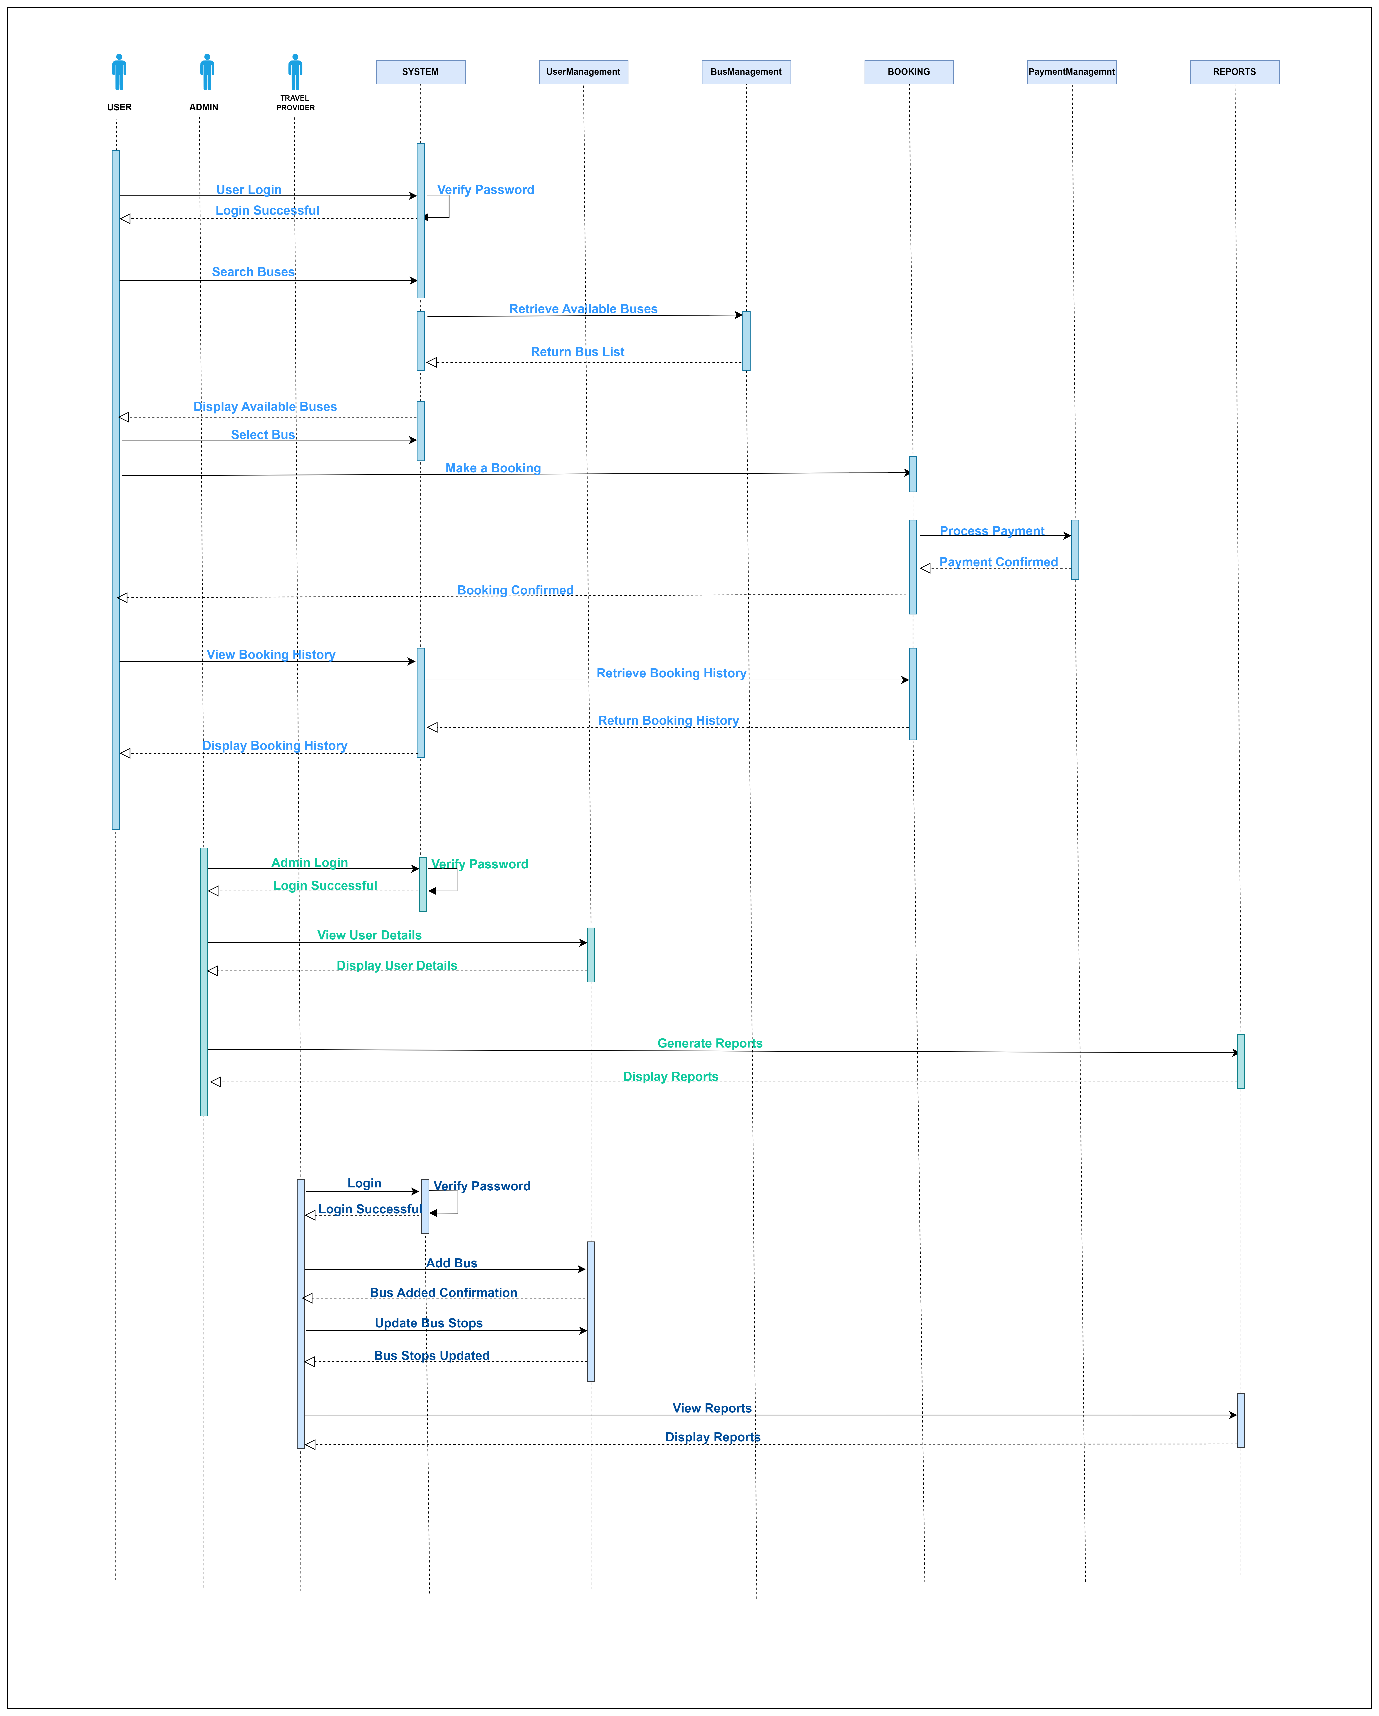 USER
ADMIN
TRAVEL
PROVIDER
SYSTEM
UserManagement
BusManagement
BOOKING
PaymentManagemnt
REPORTS
User Login
Verify Password
Login Successful
Search Buses
Retrieve Available Buses
Return Bus List
Display Available Buses
Select Bus
Make a Booking
Process Payment
Payment Confirmed
Booking Confirmed
View Booking History
Retrieve Booking History
Return Booking History
Display Booking History
Admin Login
Verify Password
Login Successful
View User Details
Display User Details
Generate Reports
Display Reports
Login
Verify Password
Login Successful
Add Bus
Bus Added Confirmation
Update Bus Stops
Bus Stops Updated
View Reports
Display Reports